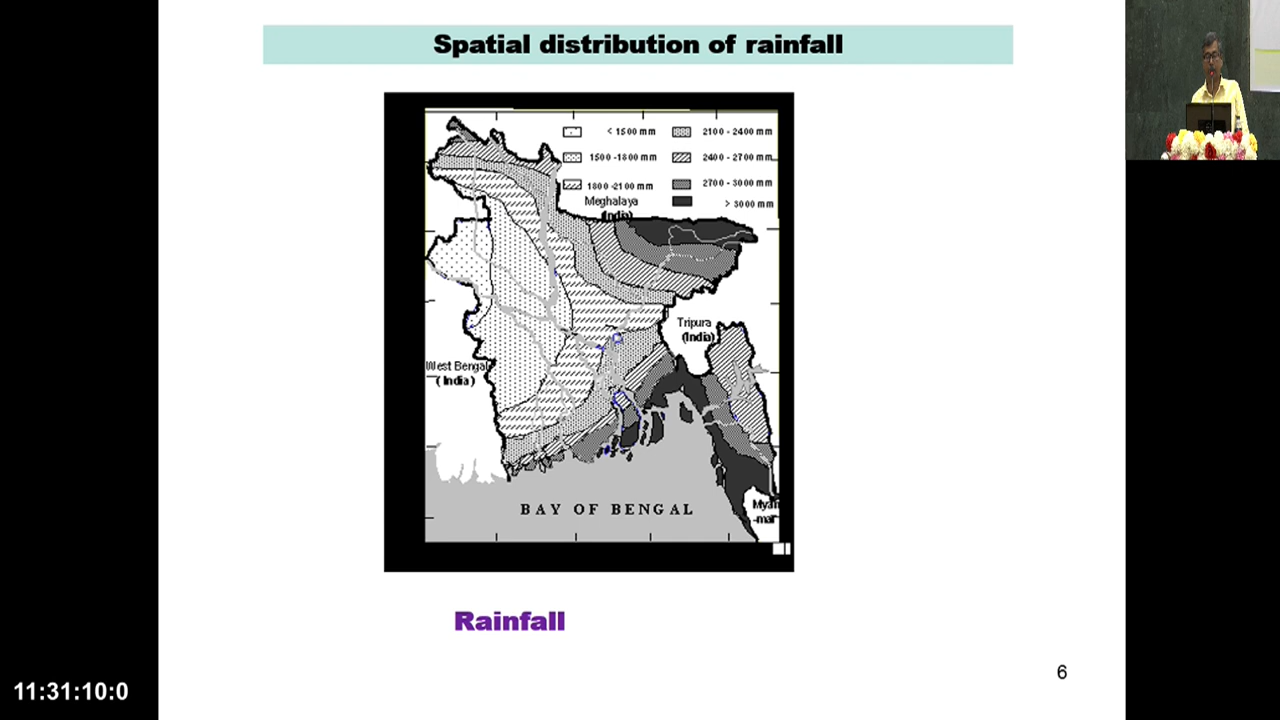 Spatial distribution of rainfall
< 1500 mm
2100 - 2400 mm
1500 -1800 mm
2400 - 2700 mm
1800 -2100 mm
2700 - 3000 mm
> 3000 mm
Meghalaya
(India)
Tripura
(India)
West Bengal
( India )
BAY OF BENGAL
Myan
-mar
Rainfall
6
11:31:10:0